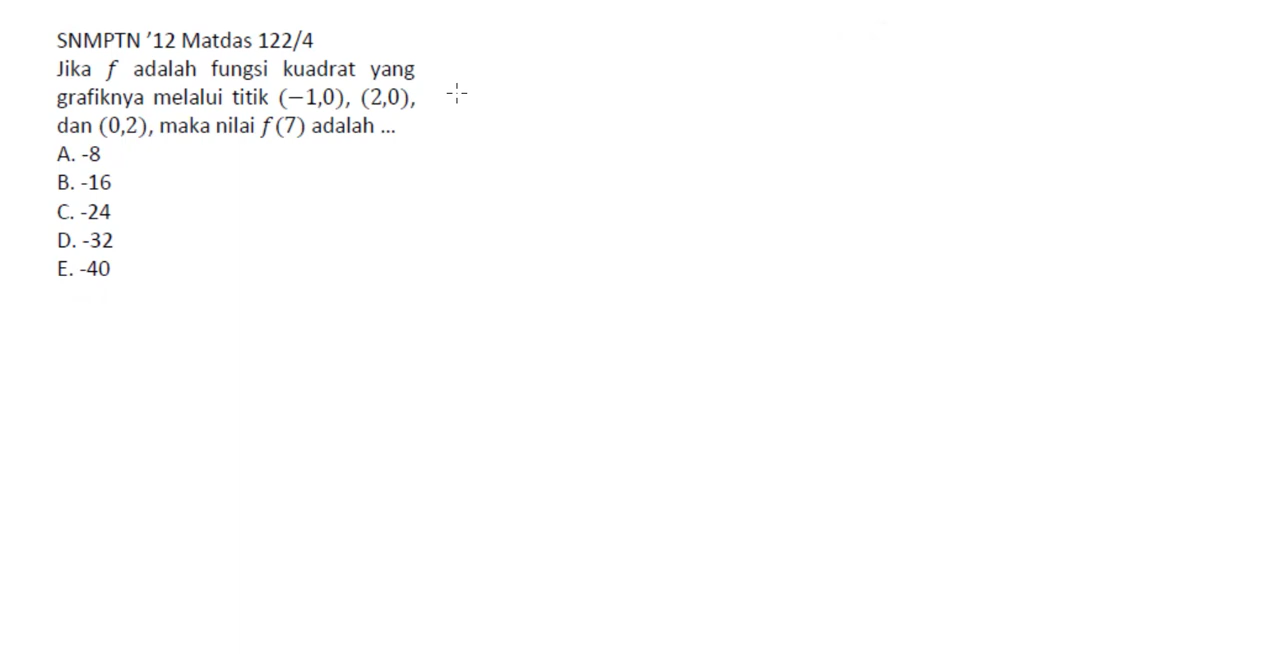 SNMPTN '12 Matdas 122/4
Jika f adalah fungsi kuadrat yang
grafiknya melalui titik (−1,0), (2,0),
dan (0,2), maka nilai f(7) adalah ...
A. -8
B. -16
C. -24
D. -32
E. -40